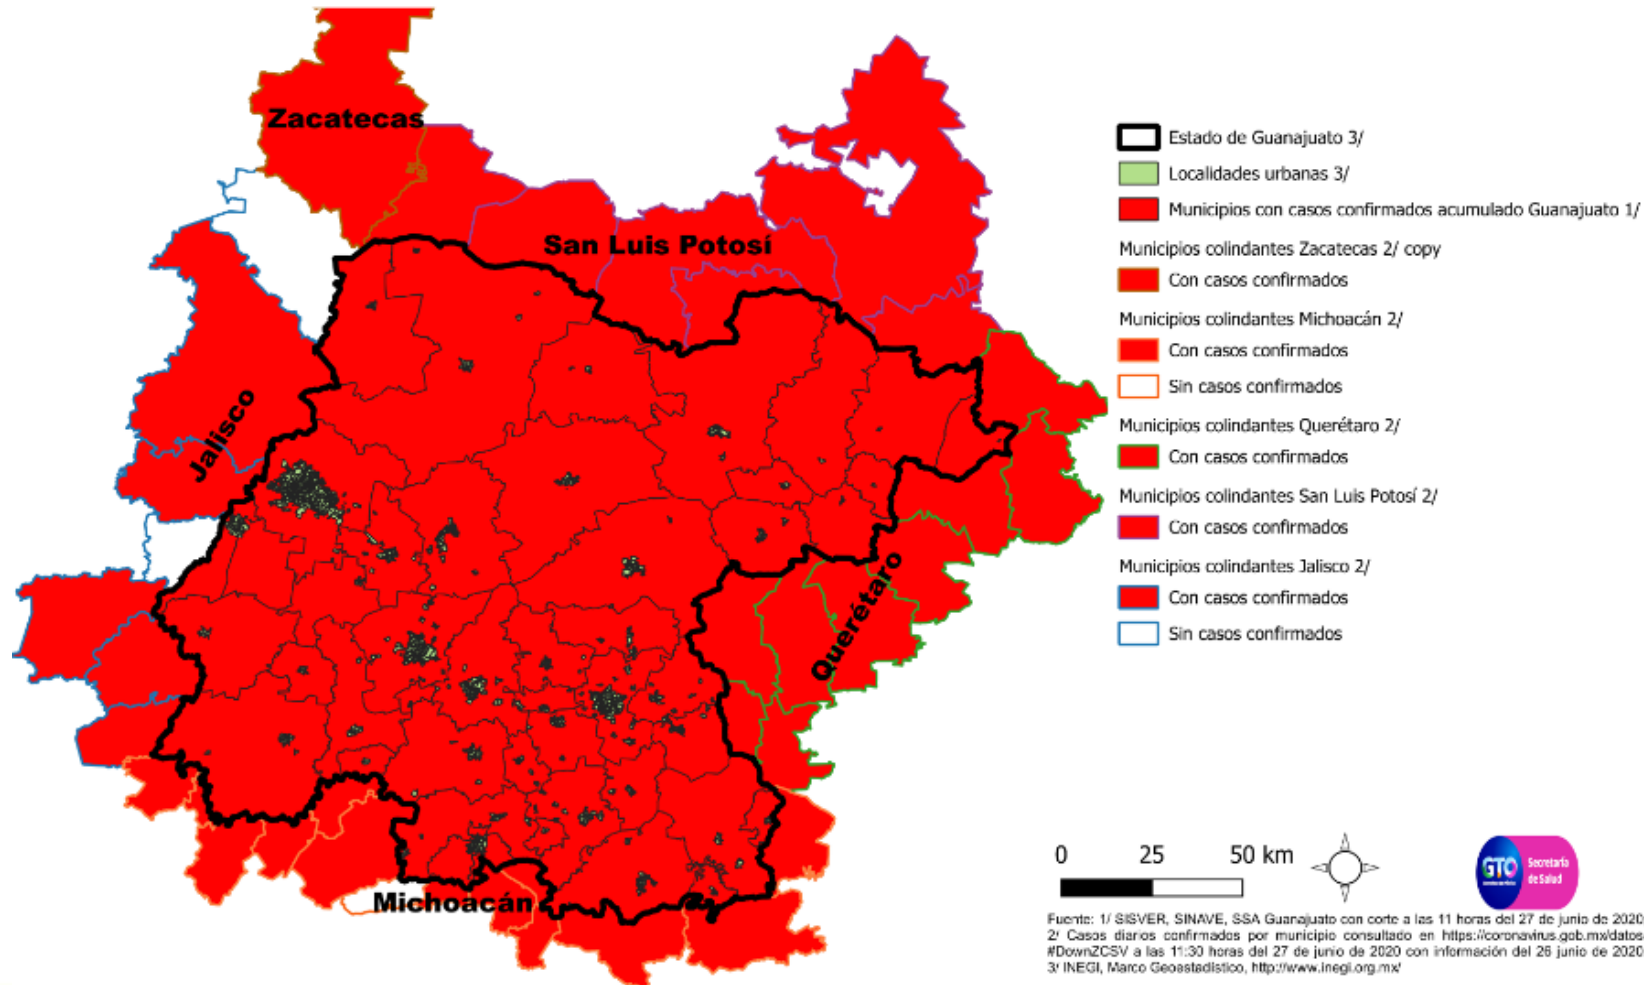 Zacatecas
San Luis Potosí
Jalisco
Querétaro
Michoacán
Estado de Guanajuato 3/
Localidades urbanas 3/
Municipios con casos confirmados acumulado Guanajuato 1/
Municipios colindantes Zacatecas 2/ copy
Con casos confirmados
Municipios colindantes Michoacán 2/
Con casos confirmados
Sin casos confirmados
Municipios colindantes Querétaro 2/
Con casos confirmados
Municipios colindantes San Luis Potosí 2/
Con casos confirmados
Municipios colindantes Jalisco 2/
Con casos confirmados
Sin casos confirmados
0 25 50 km
GTO
Secretaría
de Salud
Fuente: 1/ SISVER, SINAVE, SSA Guanajuato con corte a las 11 horas del 27 de junio de 2020
2/ Casos diarios confirmados por municipio consultado en https://coronavirus.gob.mx/datos
#DownZCSV a las 11:30 horas del 27 de junio de 2020 con información del 26 junio de 2020
3/ INEGI, Marco Geoestadístico, http://www.inegi.org.mx/